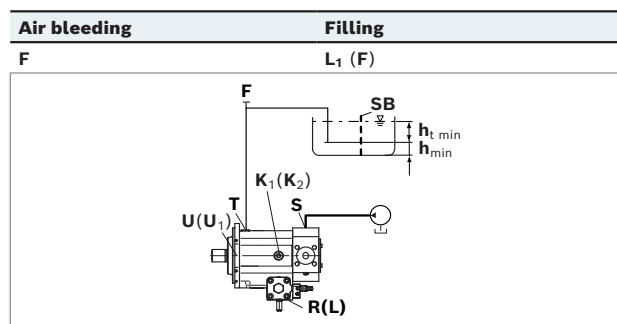 Air bleeding Filling
F L₁ (F)
F
SB
hₜ ₘᵢₙ
hₘᵢₙ
K₁(K₂)
T
S
U(U₁)
R(L)